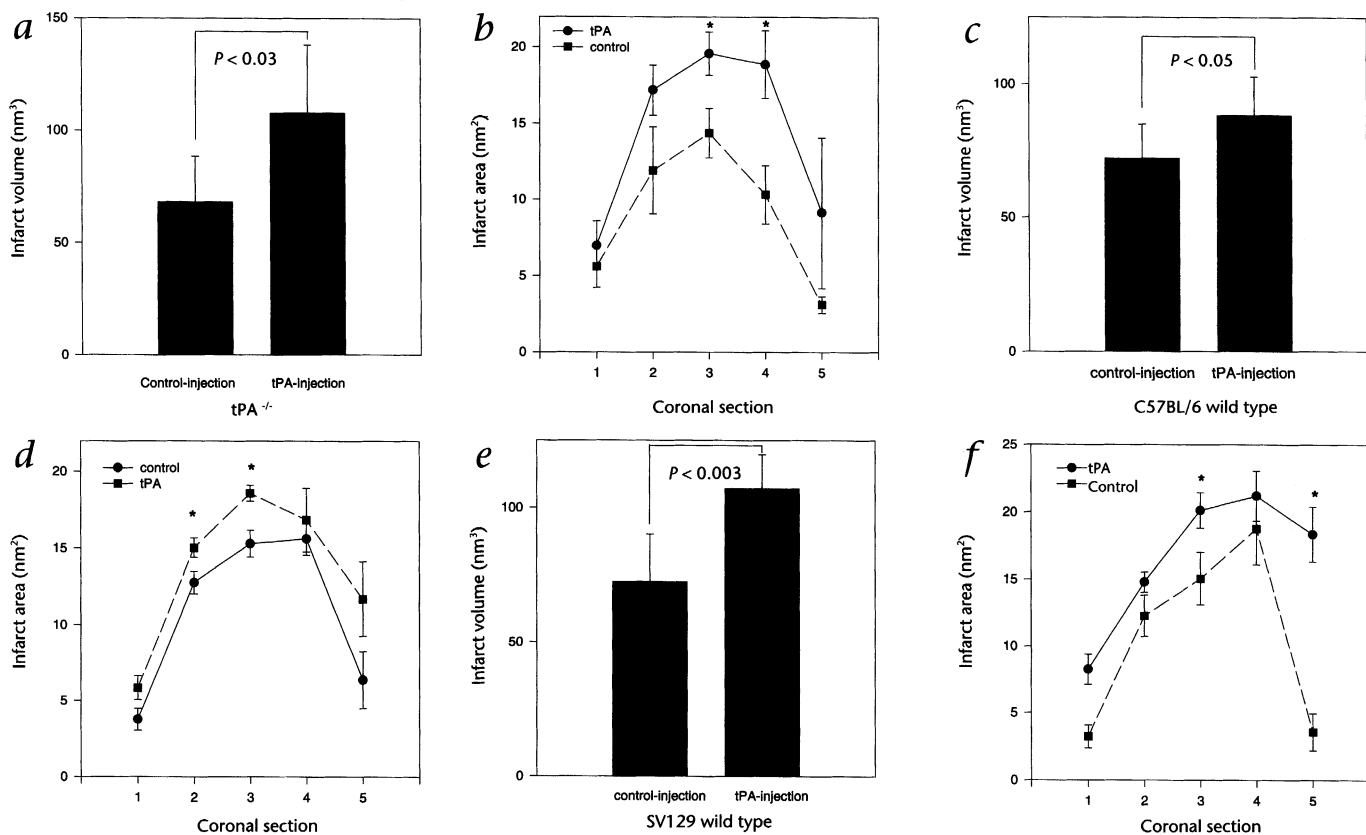 a
150
100
50
0
Infarct volume (nm³)
P < 0.03
Control-injection tPA-Injection
tPA -/-
b
tPA
control
* *
20
15
10
5
0
Infarct area (nm²)
1 2 3 4 5
Coronal section
c
100
50
0
Infarct volume (nm³)
P < 0.05
control-injection tPA-Injection
C57BL/6 wild type
d
control
tPA
* *
20
15
10
5
0
Infarct area (nm²)
1 2 3 4 5
Coronal section
e
100
50
0
Infarct volume (nm³)
P < 0.003
control-injection tPA-injection
SV129 wild type
f
tPA
Control
* *
25
20
15
10
5
0
Infarct area (nm²)
1 2 3 4 5
Coronal section